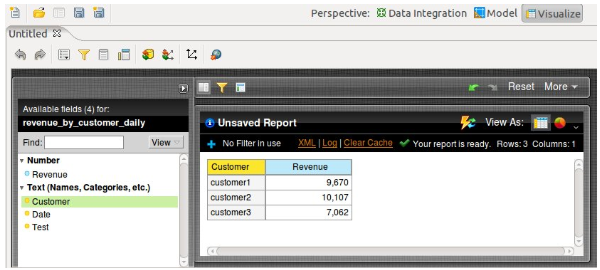 Perspective: Data Integration Model Visualize
Untitled
Reset More
Available fields (4) for:
revenue_by_customer_daily
Find: View
Number
Revenue
Text (Names, Categories, etc.)
Customer
Date
Test
Unsaved Report View As:
No Filter in use XML | Log | Clear Cache Your report is ready. Rows: 3 Columns: 1
Customer Revenue
customer1 9,670
customer2 10,107
customer3 7,062